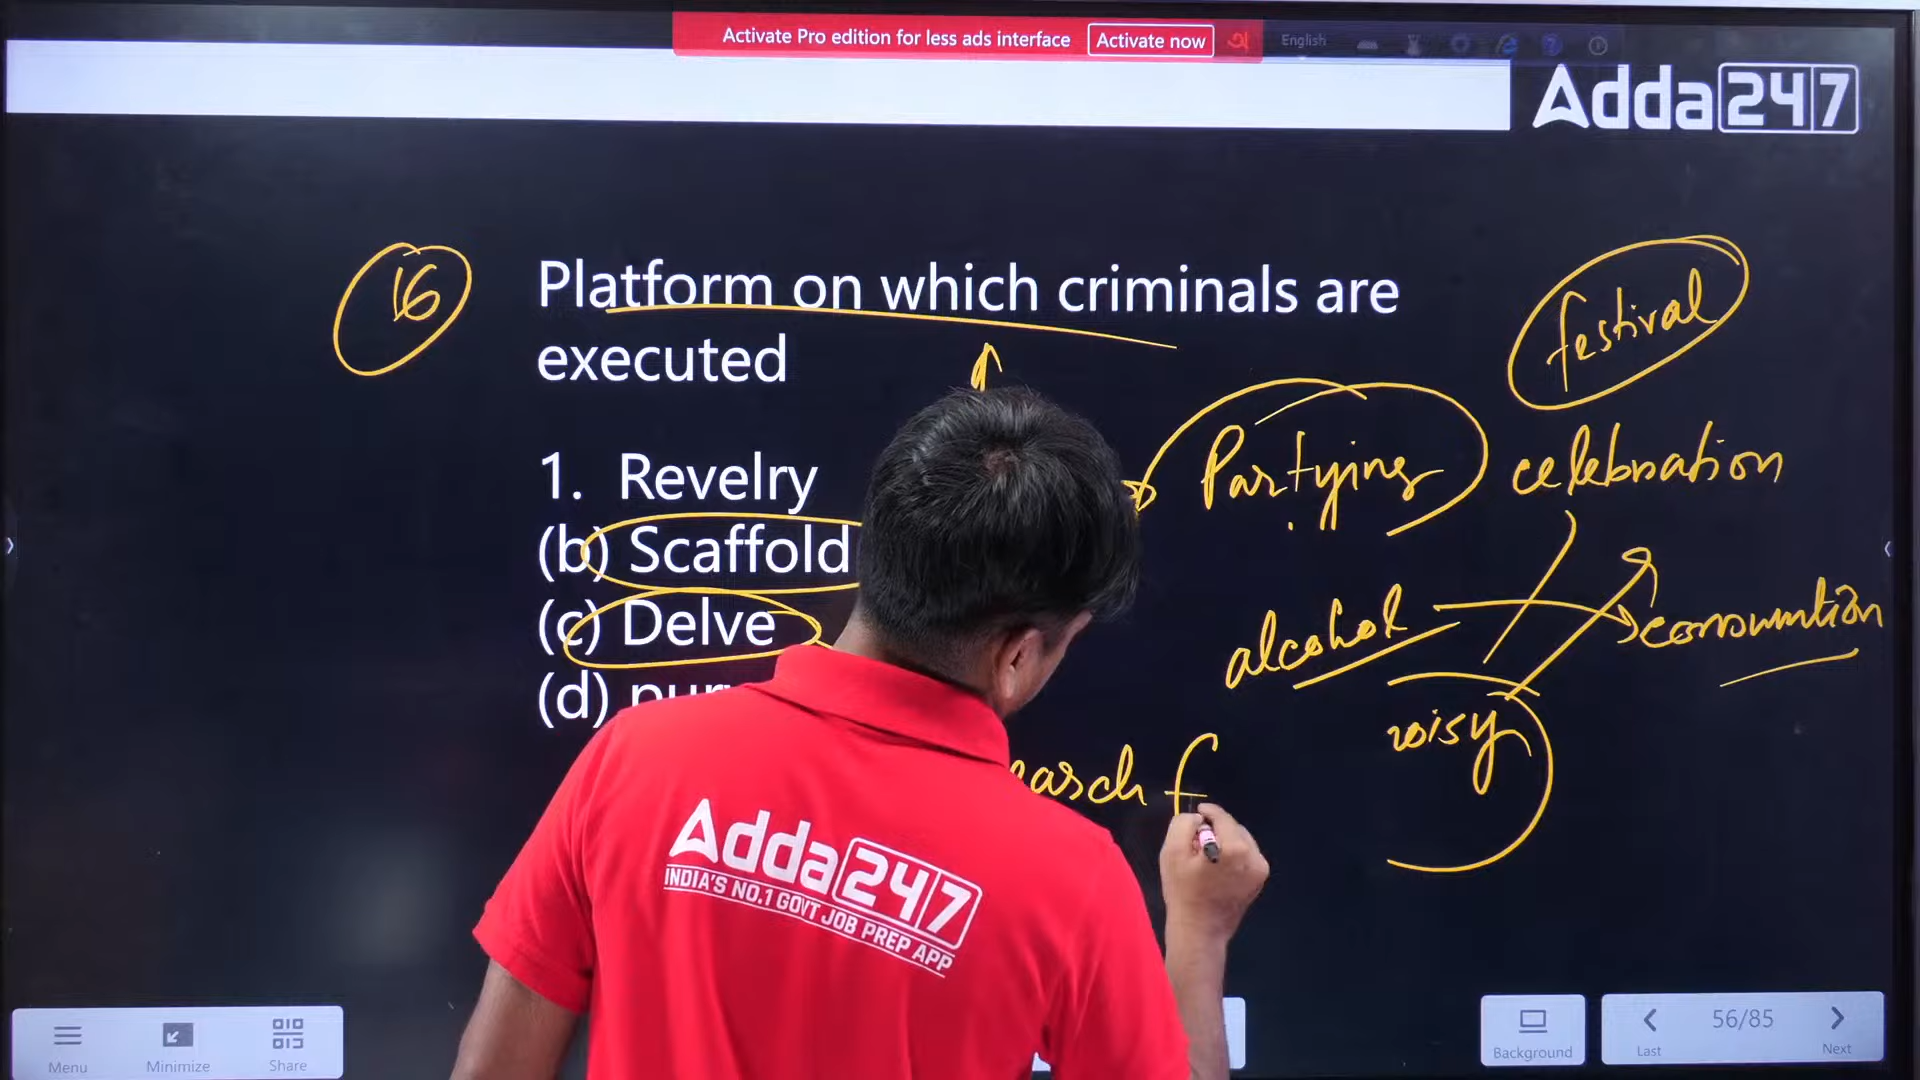 Activate Pro edition for less ads interface Activate now English
Adda247
16
Platform on which criminals are
executed
festival
1. Revelry
(b) Scaffold
(c) Delve
(d)
Partying celebration
alcohol
noisy
Adda247
INDIA'S NO.1 GOVT JOB PREP APP
Menu
Minimize
Share
Background
56/85
Last
Next